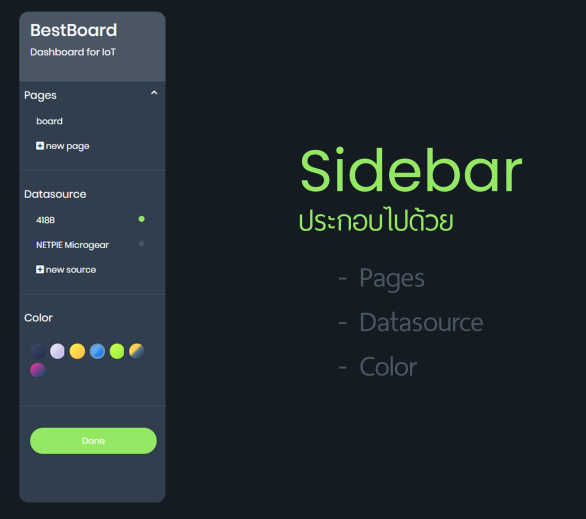 BestBoard
Dashboard for IoT
Pages
board
new page
Datasource
418B
NETPIE Microgear
new source
Color
Done
Sidebar
ประกอบไปด้วย
- Pages
- Datasource
- Color